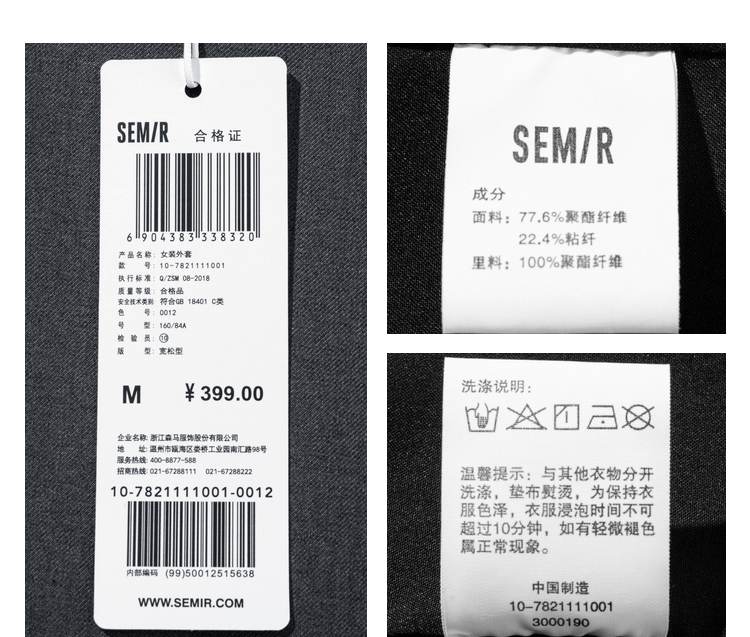 SEMIR 合格证
6 904383 338320
产品名称: 女装外套
款 号: 10-7821111001
执行标准: Q/ZSM 08-2018
质量等级: 合格品
安全技术类别 符合GB 18401 C类
色 号: 0012
号 型: 160/84A
检 验 员: ⑩
版 型: 宽松型
M ¥399.00
企业名称: 浙江森马服饰股份有限公司
地 址: 温州市瓯海区娄桥工业园南汇路98号
服务热线: 400-8877-588
招商热线: 021-67288111 021-67288222
10-7821111001-0012
内部编码 (99)50012515638
WWW.SEMIR.COM
SEMIR
成分
面料: 77.6%聚酯纤维
22.4%粘纤
里料: 100%聚酯纤维
洗涤说明:
温馨提示: 与其他衣物分开
洗涤, 垫布熨烫, 为保持衣
服色泽, 衣服浸泡时间不可
超过10分钟, 如有轻微褪色
属正常现象。
中国制造
10-7821111001
3000190